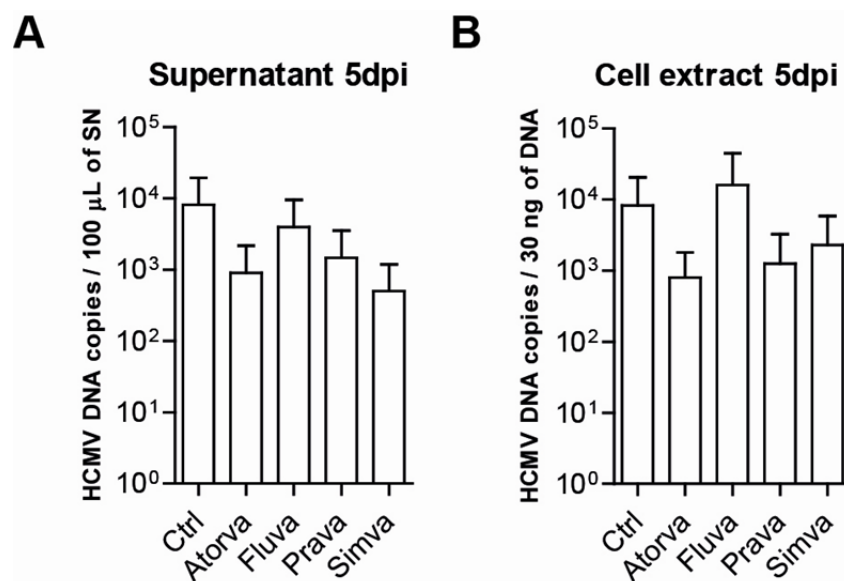 A
Supernatant 5dpi
HCMV DNA copies / 100 µL of SN
10⁵
10⁴
10³
10²
10¹
10⁰
Ctrl
Atorva
Fluva
Prava
Simva
B
Cell extract 5dpi
HCMV DNA copies / 30 ng of DNA
10⁵
10⁴
10³
10²
10¹
10⁰
Ctrl
Atorva
Fluva
Prava
Simva